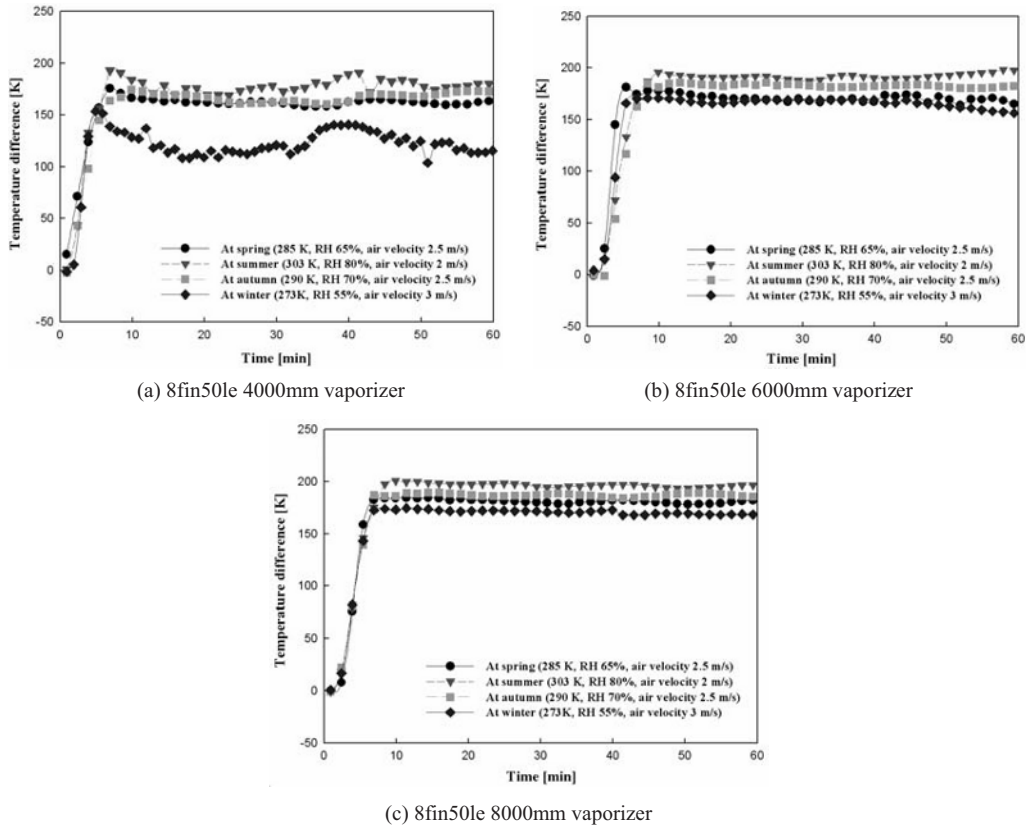 250
200
150
100
50
0
-50
Temperature difference [K]
At spring (285 K, RH 65%, air velocity 2.5 m/s)
At summer (303 K, RH 80%, air velocity 2 m/s)
At autumn (290 K, RH 70%, air velocity 2.5 m/s)
At winter (273K, RH 55%, air velocity 3 m/s)
0 10 20 30 40 50 60
Time [min]
(a) 8fin50le 4000mm vaporizer
250
200
150
100
50
0
-50
Temperature difference [K]
At spring (285 K, RH 65%, air velocity 2.5 m/s)
At summer (303 K, RH 80%, air velocity 2 m/s)
At autumn (290 K, RH 70%, air velocity 2.5 m/s)
At winter (273K, RH 55%, air velocity 3 m/s)
0 10 20 30 40 50 60
Time [min]
(b) 8fin50le 6000mm vaporizer
250
200
150
100
50
0
-50
Temperature difference [K]
At spring (285 K, RH 65%, air velocity 2.5 m/s)
At summer (303 K, RH 80%, air velocity 2 m/s)
At autumn (290 K, RH 70%, air velocity 2.5 m/s)
At winter (273K, RH 55%, air velocity 3 m/s)
0 10 20 30 40 50 60
Time [min]
(c) 8fin50le 8000mm vaporizer